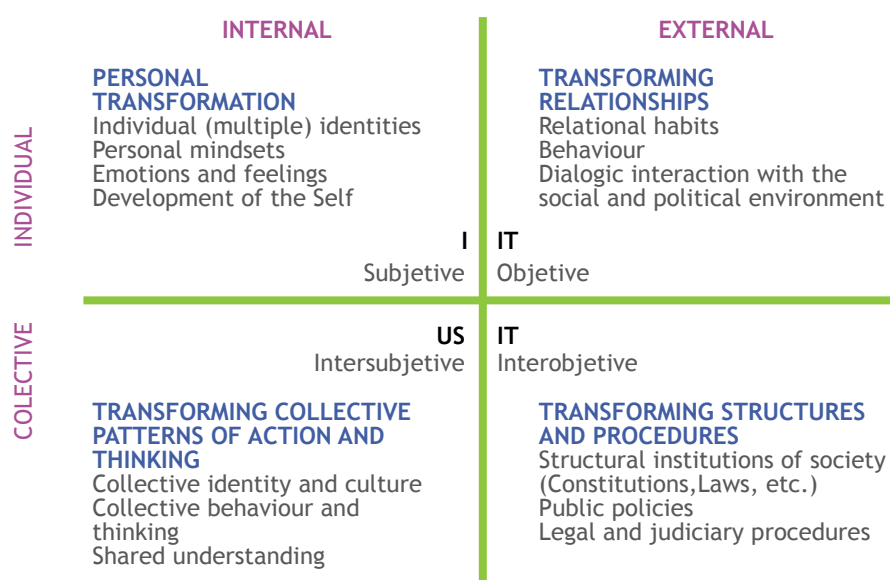 INTERNAL
EXTERNAL
INDIVIDUAL
PERSONAL
TRANSFORMATION
Individual (multiple) identities
Personal mindsets
Emotions and feelings
Development of the Self
I
Subjetive
TRANSFORMING
RELATIONSHIPS
Relational habits
Behaviour
Dialogic interaction with the
social and political environment
IT
Objetive
COLECTIVE
US
Intersubjetive
TRANSFORMING COLLECTIVE
PATTERNS OF ACTION AND
THINKING
Collective identity and culture
Collective behaviour and
thinking
Shared understanding
IT
Interobjetive
TRANSFORMING STRUCTURES
AND PROCEDURES
Structural institutions of society
(Constitutions,Laws, etc.)
Public policies
Legal and judiciary procedures